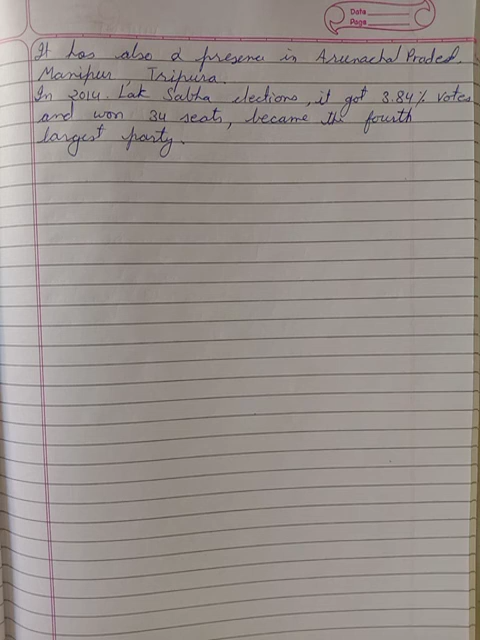 Date
Page
It has also a presence in Arunachal Pradesh,
Manipur, Tripura.
In 2014 Lok Sabha elections, it got 3.84% votes
and won 34 seats, became the fourth
largest party.